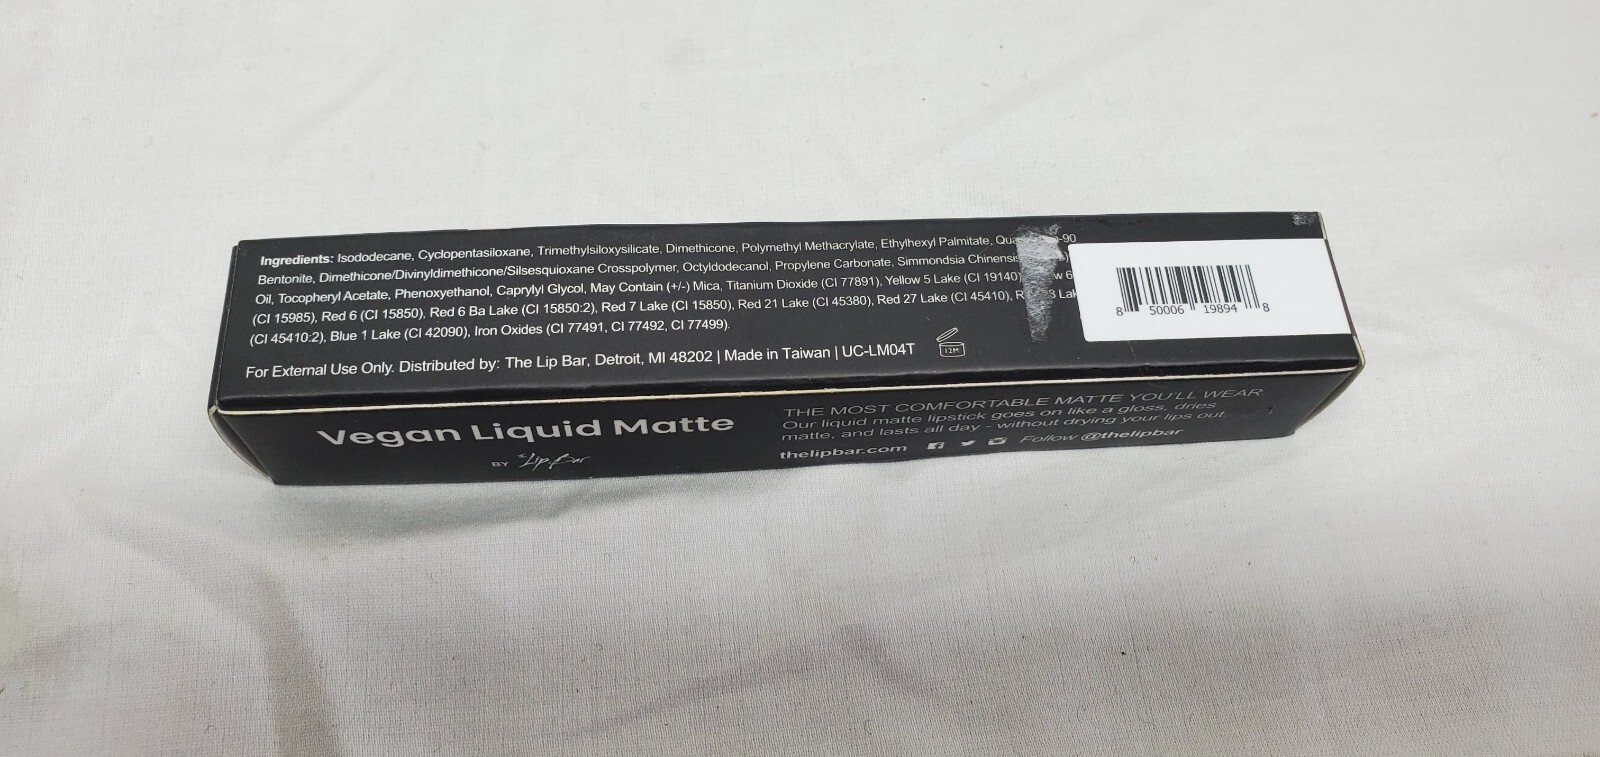 Ingredients: Isododecane, Cyclopentasiloxane, Trimethylsiloxysilicate, Dimethicone, Polymethyl Methacrylate, Ethylhexyl Palmitate, -90
Bentonite, Dimethicone/Divinyldimethicone/Silsesquioxane Crosspolymer, Octyldodecanol, Propylene Carbonate, Simmondsia Chinensis
Oil, Tocopheryl Acetate, Phenoxyethanol, Caprylyl Glycol, May Contain (+/-) Mica, Titanium Dioxide (CI 77891), Yellow 5 Lake (CI 19140)
(CI 15985), Red 6 (CI 15850), Red 6 Ba Lake (CI 15850:2), Red 7 Lake (CI 15850), Red 21 Lake (CI 45380), Red 27 Lake (CI 45410),
(CI 45410:2), Blue 1 Lake (CI 42090), Iron Oxides (CI 77491, CI 77492, CI 77499).
For External Use Only. Distributed by: The Lip Bar, Detroit, MI 48202 | Made in Taiwan | UC-LM04T
12M
8 50006 19894 8
Vegan Liquid Matte
BY the Lip Bar
THE MOST COMFORTABLE MATTE YOU'LL WEAR.
Our liquid matte lipstick goes on like a gloss, dries
matte, and lasts all day - without drying your lips out.
thelipbar.com Follow @thelipbar